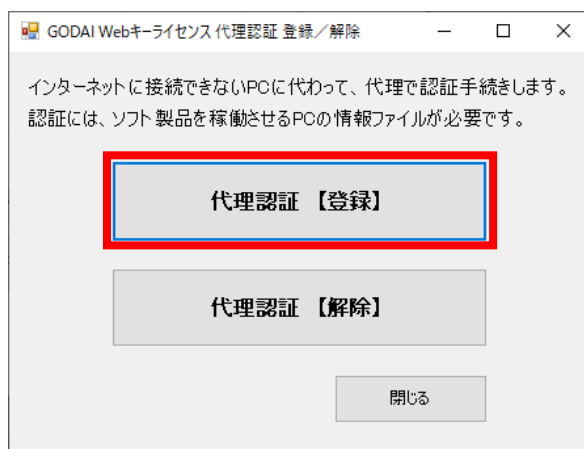 GODAI Webキーライセンス 代理認証 登録／解除
インターネットに接続できないPCに代わって、代理で認証手続きします。
認証には、ソフト製品を稼働させるPCの情報ファイルが必要です。
代理認証 【登録】
代理認証 【解除】
閉じる